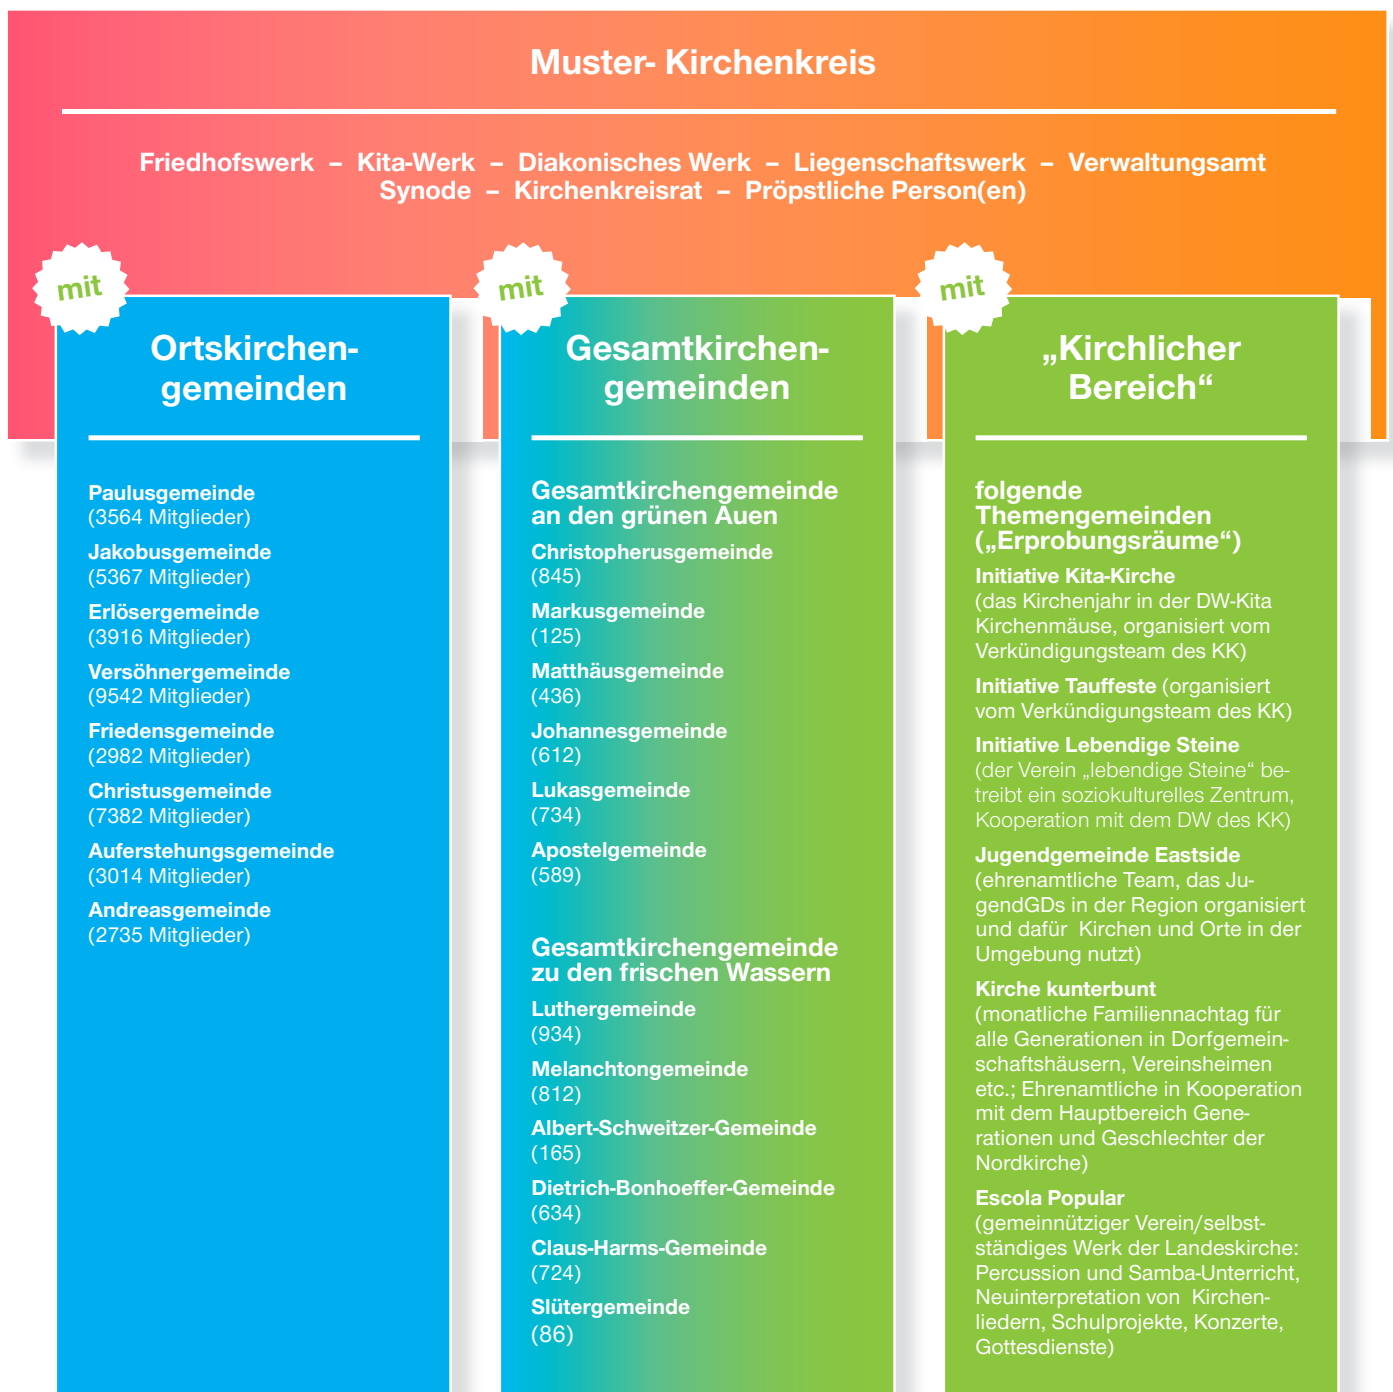 Muster- Kirchenkreis
Friedhofswerk – Kita-Werk – Diakonisches Werk – Liegenschaftswerk – Verwaltungsamt
Synode – Kirchenkreisrat – Pröpstliche Person(en)
mit
Ortskirchen-
gemeinden
Paulusgemeinde
(3564 Mitglieder)
Jakobusgemeinde
(5367 Mitglieder)
Erlösergemeinde
(3916 Mitglieder)
Versöhnergemeinde
(9542 Mitglieder)
Friedensgemeinde
(2982 Mitglieder)
Christusgemeinde
(7382 Mitglieder)
Auferstehungsgemeinde
(3014 Mitglieder)
Andreasgemeinde
(2735 Mitglieder)
mit
Gesamtkirchen-
gemeinden
Gesamtkirchengemeinde
an den grünen Auen
Christopherusgemeinde
(845)
Markusgemeinde
(125)
Matthäusgemeinde
(436)
Johannesgemeinde
(612)
Lukasgemeinde
(734)
Apostelgemeinde
(589)
Gesamtkirchengemeinde
zu den frischen Wassern
Luthergemeinde
(934)
Melanchtongemeinde
(812)
Albert-Schweitzer-Gemeinde
(165)
Dietrich-Bonhoeffer-Gemeinde
(634)
Claus-Harms-Gemeinde
(724)
Slütergemeinde
(86)
mit
„Kirchlicher
Bereich“
folgende
Themengemeinden
(„Erprobungsräume“)
Initiative Kita-Kirche
(das Kirchenjahr in der DW-Kita
Kirchenmäuse, organisiert vom
Verkündigungsteam des KK)
Initiative Tauffeste (organisiert
vom Verkündigungsteam des KK)
Initiative Lebendige Steine
(der Verein „lebendige Steine“ be-
treibt ein soziokulturelles Zentrum,
Kooperation mit dem DW des KK)
Jugendgemeinde Eastside
(ehrenamtliche Team, das Ju-
gendGDs in der Region organisiert
und dafür Kirchen und Orte in der
Umgebung nutzt)
Kirche kunterbunt
(monatliche Familiennachtag für
alle Generationen in Dorfgemein-
schaftshäusern, Vereinsheimen
etc.; Ehrenamtliche in Kooperation
mit dem Hauptbereich Gene-
rationen und Geschlechter der
Nordkirche)
Escola Popular
(gemeinnütziger Verein/selbst-
ständiges Werk der Landeskirche:
Percussion und Samba-Unterricht,
Neuinterpretation von Kirchen-
liedern, Schulprojekte, Konzerte,
Gottesdienste)